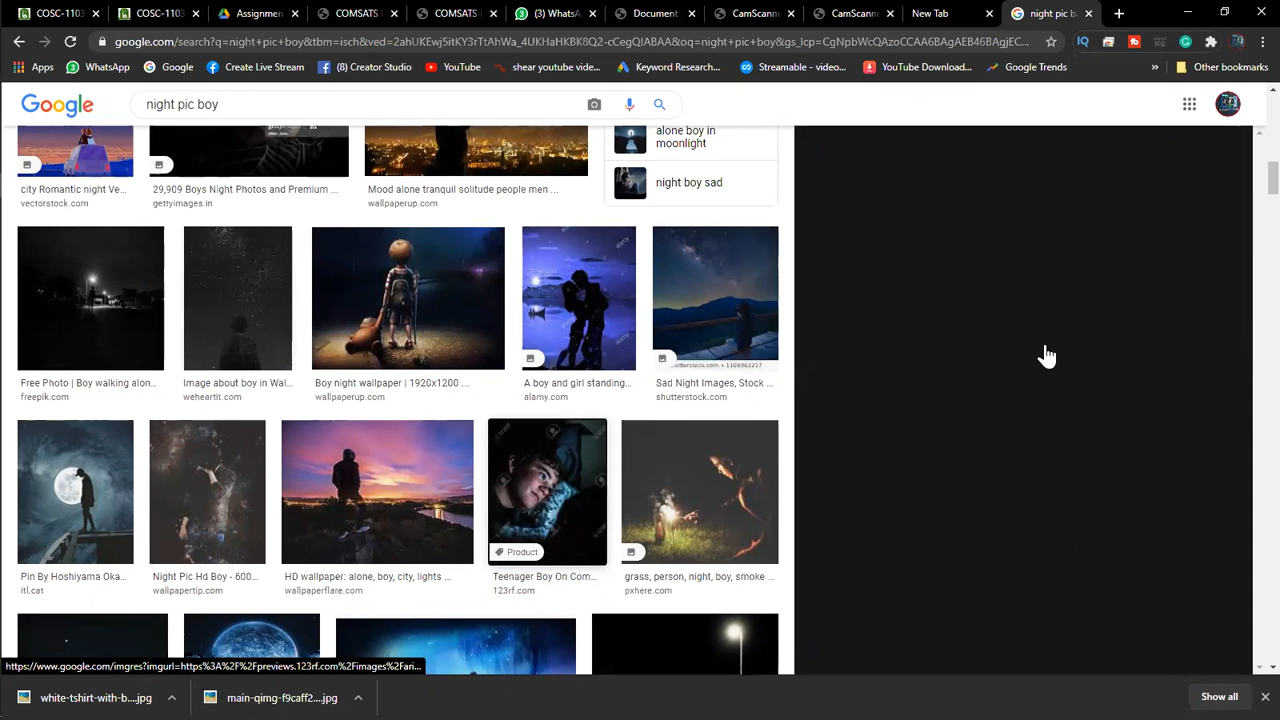 COSC-1103
COSC-1103
Assignmen
COMSATS
COMSATS
(3) WhatsA
Document
CamScanne
CamScanne
New Tab
night pic b
google.com/search?q=night+pic+boy&tbm=isch&ved=2ahUKEwj5itKY3rTtAhWa_4UKHaHKBK8Q2-cCegQIABAA&oq=night+pic+boy&gs_lcp=CgNpbWcQAzoCCAA6BAgAEB46BAgjEC...
Apps
WhatsApp
Google
Create Live Stream
(8) Creator Studio
YouTube
shear youtube vide...
Keyword Research...
Streamable - video...
YouTube Download...
Google Trends
Other bookmarks
Google
night pic boy
alone boy in
moonlight
night boy sad
city Romantic night Ve...
vectorstock.com
29,909 Boys Night Photos and Premium ...
gettyimages.in
Mood alone tranquil solitude people men ...
wallpaperup.com
shutterstock.com • 1109362217
Free Photo | Boy walking alon...
freepik.com
Image about boy in Wal...
weheartit.com
Boy night wallpaper | 1920x1200 ...
wallpaperup.com
A boy and girl standing...
alamy.com
Sad Night Images, Stock ...
shutterstock.com
Product
Pin By Hoshiyama Oka...
itl.cat
Night Pic Hd Boy - 600...
wallpapertip.com
HD wallpaper: alone, boy, city, lights ...
wallpaperflare.com
Teenager Boy On Com...
123rf.com
grass, person, night, boy, smoke ...
pxhere.com
https://www.google.com/imgres?imgurl=https%3A%2F%2Fpreviews.123rf.com%2Fimages%2Fari...
white-tshirt-with-b....jpg
main-qimg-f9caff2....jpg
Show all